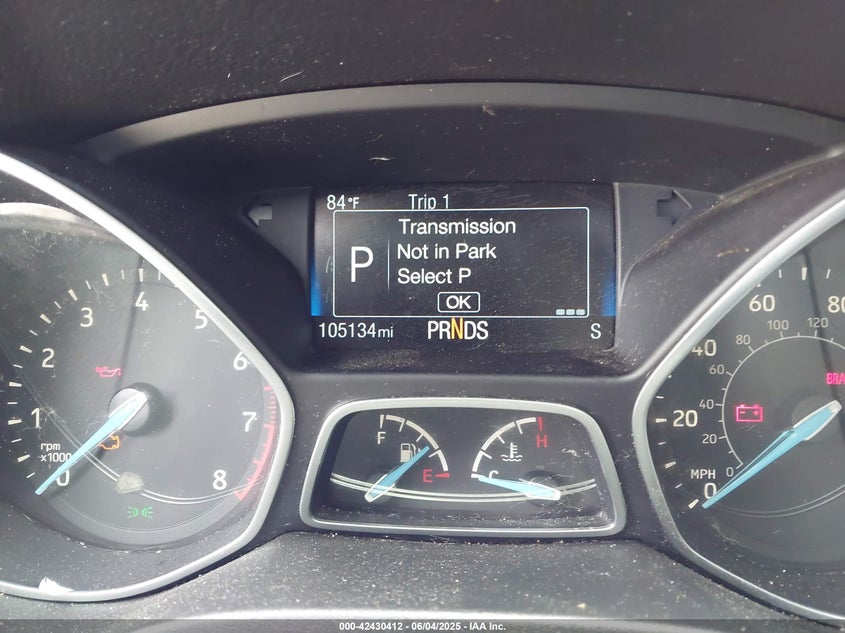 84°F Trip 1
P
Transmission
Not in Park
Select P
OK
105134mi PRNDS S
0 1 2 3 4 5 6 7 8
rpm
x1000
F E
H C
0 20 40 60 80
0 20 40 60 80 100 120
MPH
BRA
000-42430412 - 06/04/2025 - IAA Inc.